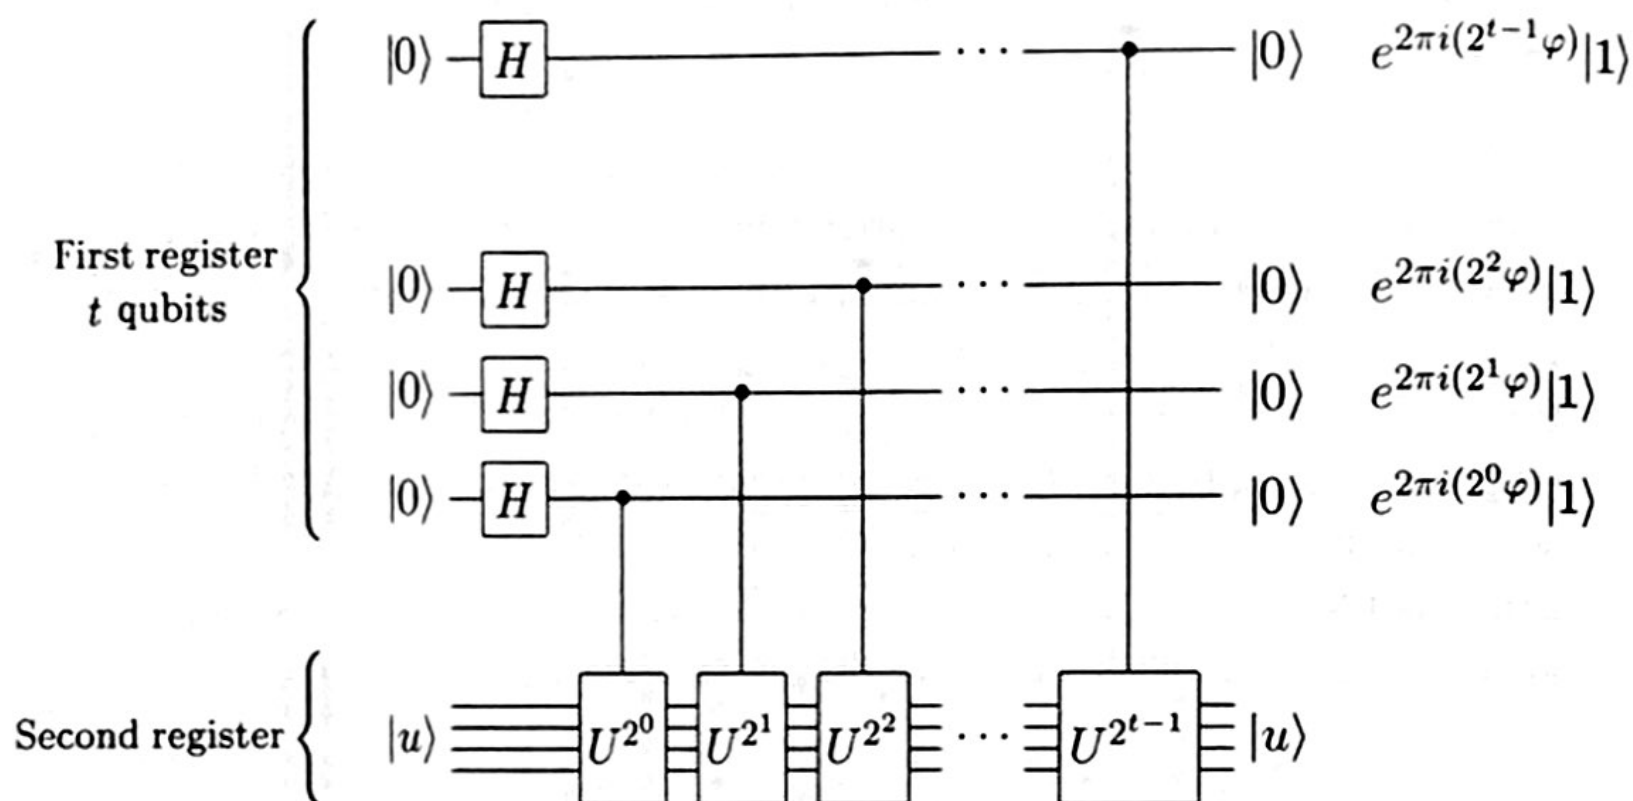 |0⟩ H ··· |0⟩ e^{2πi(2^{t−1}φ)}|1⟩
First register
t qubits
|0⟩ H ··· |0⟩ e^{2πi(2^2φ)}|1⟩
|0⟩ H ··· |0⟩ e^{2πi(2^1φ)}|1⟩
|0⟩ H ··· |0⟩ e^{2πi(2^0φ)}|1⟩
Second register |u⟩ U^{2^0} U^{2^1} U^{2^2} ··· U^{2^{t−1}} |u⟩